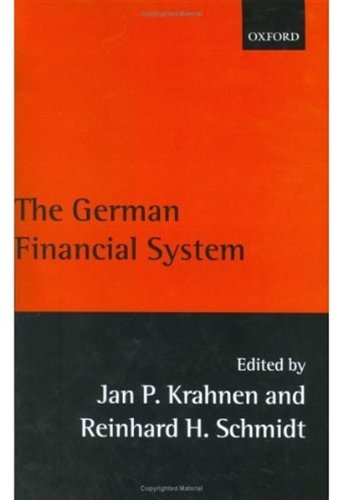 OXFORD
The German
Financial System
Edited by
Jan P. Krahnen and
Reinhard H. Schmidt